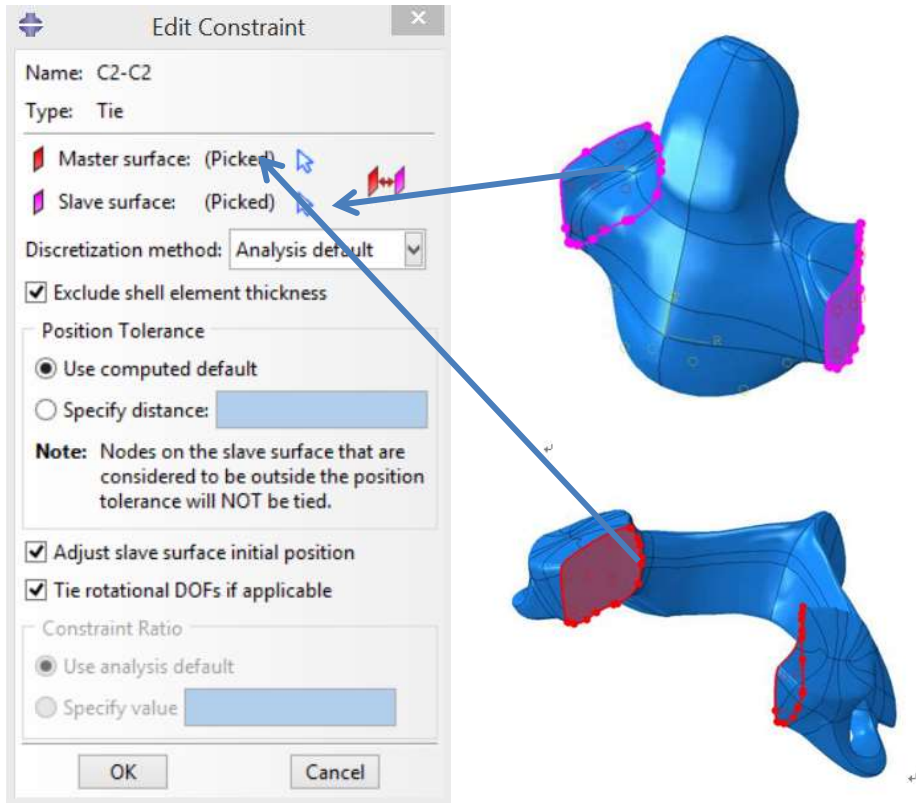 Edit Constraint
Name: C2-C2
Type: Tie
Master surface: (Picked)
Slave surface: (Picked)
Discretization method: Analysis default
Exclude shell element thickness
Position Tolerance
Use computed default
Specify distance:
Note: Nodes on the slave surface that are
considered to be outside the position
tolerance will NOT be tied.
Adjust slave surface initial position
Tie rotational DOFs if applicable
Constraint Ratio
Use analysis default
Specify value
OK Cancel
R
R